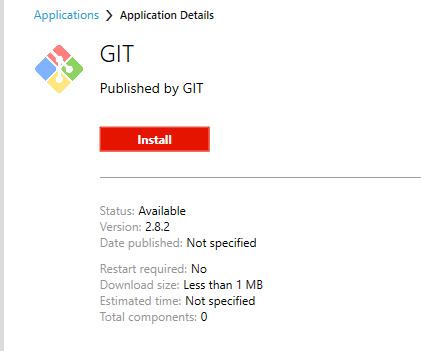 Applications > Application Details
GIT
Published by GIT
Install
Status: Available
Version: 2.8.2
Date published: Not specified
Restart required: No
Download size: Less than 1 MB
Estimated time: Not specified
Total components: 0